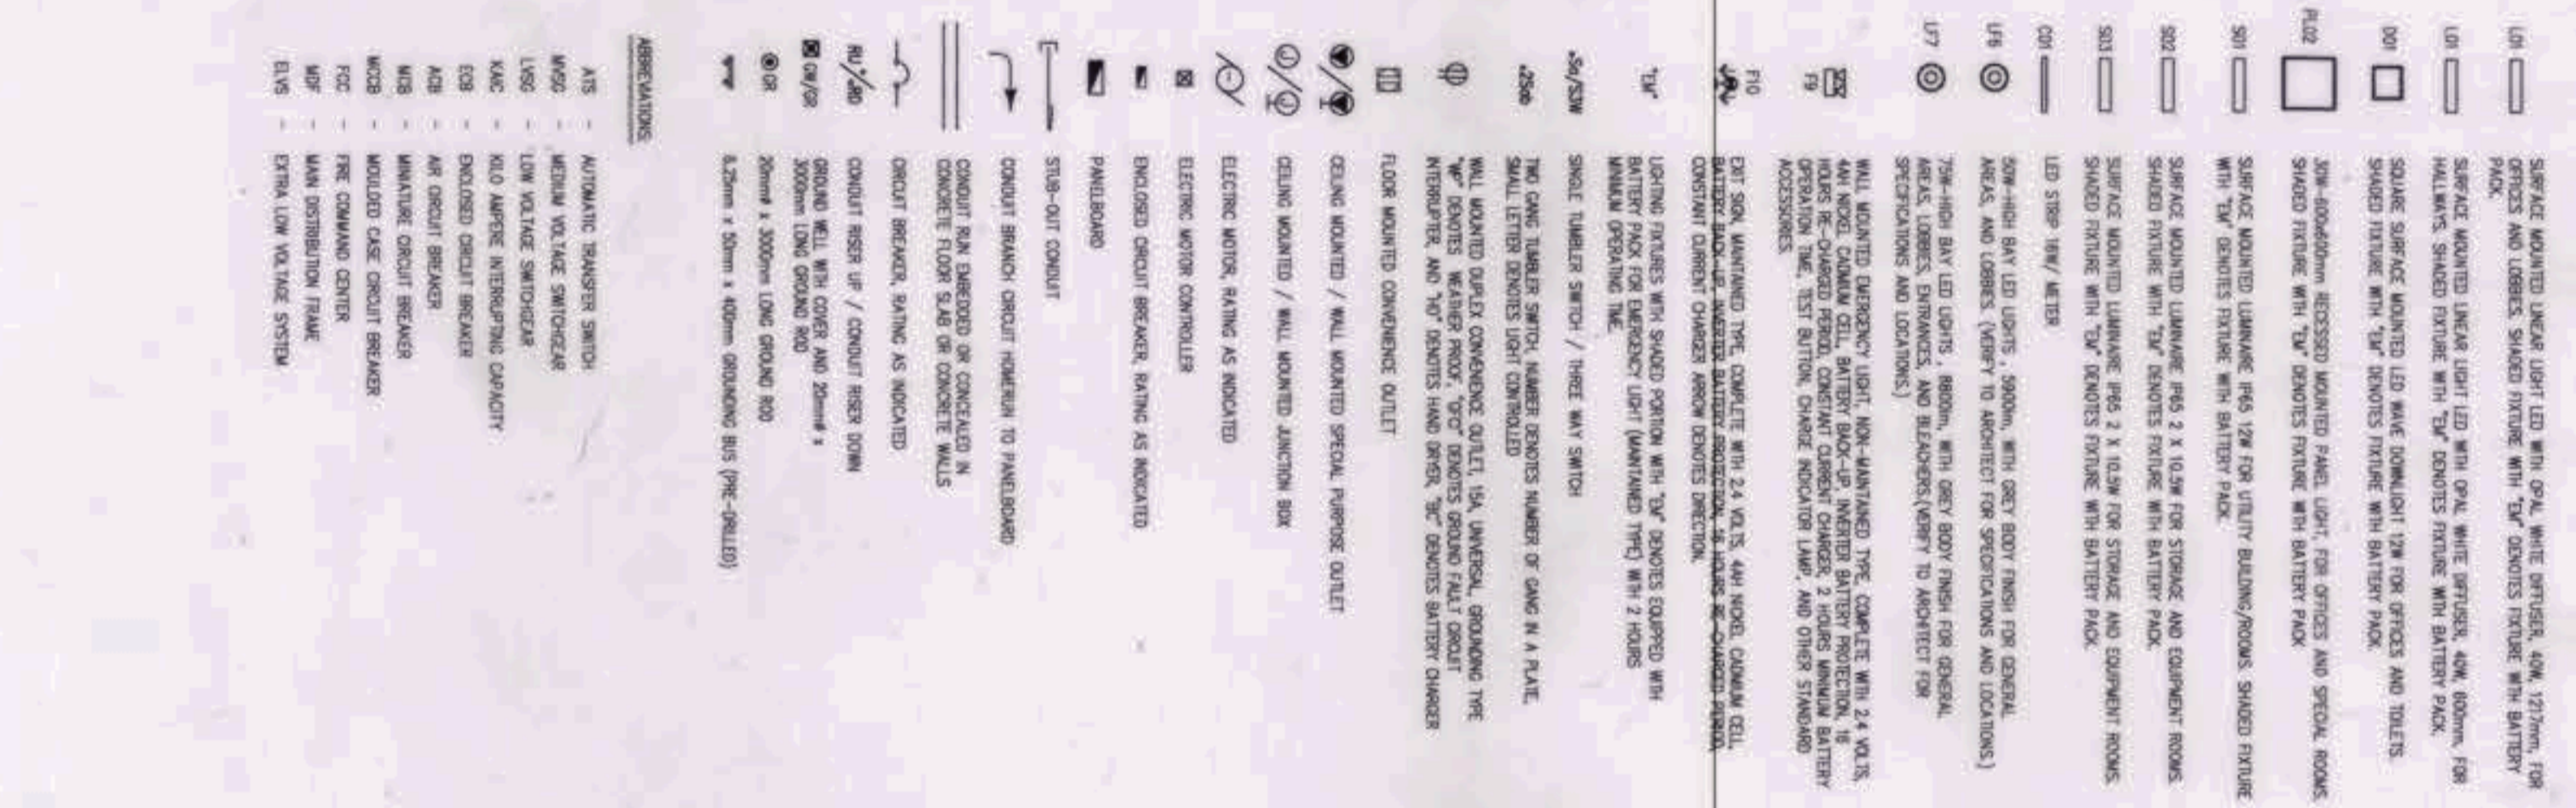 LO1 SURFACE MOUNTED LINEAR LIGHT LED WITH OPAL WHITE DIFFUSER, 40W, 1217mm, FOR
OFFICES AND LOBBIES. SHADED FIXTURE WITH "EM" DENOTES FIXTURE WITH BATTERY
PACK.
LO1 SURFACE MOUNTED LINEAR LIGHT LED WITH OPAL WHITE DIFFUSER, 40W, 600mm, FOR
HALLWAYS. SHADED FIXTURE WITH "EM" DENOTES FIXTURE WITH BATTERY PACK.
DO1 SQUARE SURFACE MOUNTED LED WAVE DOWNLIGHT 12W FOR OFFICES AND TOILETS
SHADED FIXTURE WITH "EM" DENOTES FIXTURE WITH BATTERY PACK.
PLO2 30W-600x600mm RECESSED MOUNTED PANEL LIGHT, FOR OFFICES AND SPECIAL ROOMS,
SHADED FIXTURE WITH "EM" DENOTES FIXTURE WITH BATTERY PACK
SO1 SURFACE MOUNTED LUMINAIRE IP65 12W FOR UTILITY BUILDING/ROOMS. SHADED FIXTURE
WITH "EM" DENOTES FIXTURE WITH BATTERY PACK.
SO2 SURFACE MOUNTED LUMINAIRE IP65 2 X 10.5W FOR STORAGE AND EQUIPMENT ROOMS.
SHADED FIXTURE WITH "EM" DENOTES FIXTURE WITH BATTERY PACK.
SO3 SURFACE MOUNTED LUMINAIRE IP65 2 X 10.5W FOR STORAGE AND EQUIPMENT ROOMS.
SHADED FIXTURE WITH "EM" DENOTES FIXTURE WITH BATTERY PACK.
CO1 LED STRIP 16W/ METER
LF6 50W-HIGH BAY LED LIGHTS , 5900lm, WITH GREY BODY FINISH FOR GENERAL
AREAS, AND LOBBIES. (VERIFY TO ARCHITECT FOR SPECIFICATIONS AND LOCATIONS.)
LF7 75W-HIGH BAY LED LIGHTS , 8800lm, WITH GREY BODY FINISH FOR GENERAL
AREAS, LOBBIES, ENTRANCES, AND BLEACHERS.(VERIFY TO ARCHITECT FOR
SPECIFICATIONS AND LOCATIONS.)
F9 WALL MOUNTED EMERGENCY LIGHT, NON-MAINTAINED TYPE, COMPLETE WITH 2.4 VOLTS,
4AH NICKEL CADMIUM CELL, BATTERY BACK-UP, INVERTER BATTERY PROTECTION, 16
HOURS RE-CHARGED PERIOD, CONSTANT CURRENT CHARGER, 2 HOURS MINIMUM BATTERY
OPERATION TIME, TEST BUTTON, CHARGE INDICATOR LAMP, AND OTHER STANDARD
ACCESSORIES.
F10 EXIT SIGN, MAINTAINED TYPE, COMPLETE WITH 2.4 VOLTS, 4AH NICKEL CADMIUM CELL,
BATTERY BACK-UP, INVERTER BATTERY PROTECTION, 16 HOURS RE-CHARGED PERIOD,
CONSTANT CURRENT CHARGER ARROW DENOTES DIRECTION.
"EM" LIGHTING FIXTURES WITH SHADED PORTION WITH "EM" DENOTES EQUIPPED WITH
BATTERY PACK FOR EMERGENCY LIGHT (MAINTAINED TYPE) WITH 2 HOURS
MINIMUM OPERATING TIME.
Sa/S3W SINGLE TUMBLER SWITCH / THREE WAY SWITCH
2Sab TWO GANG TUMBLER SWITCH, NUMBER DENOTES NUMBER OF GANG IN A PLATE,
SMALL LETTER DENOTES LIGHT CONTROLLED
WALL MOUNTED DUPLEX CONVENIENCE OUTLET, 15A, UNIVERSAL, GROUNDING TYPE
"WP" DENOTES WEATHER PROOF, "GFCI" DENOTES GROUND FAULT CIRCUIT
INTERRUPTER, AND "HD" DENOTES HAND DRYER, "BC" DENOTES BATTERY CHARGER
FLOOR MOUNTED CONVENIENCE OUTLET
CEILING MOUNTED / WALL MOUNTED SPECIAL PURPOSE OUTLET
J / J CEILING MOUNTED / WALL MOUNTED JUNCTION BOX
ELECTRIC MOTOR, RATING AS INDICATED
ELECTRIC MOTOR CONTROLLER
ENCLOSED CIRCUIT BREAKER, RATING AS INDICATED
PANELBOARD
STUB-OUT CONDUIT
CONDUIT BRANCH CIRCUIT HOMERUN TO PANELBOARD
CONDUIT RUN EMBEDDED OR CONCEALED IN
CONCRETE FLOOR SLAB OR CONCRETE WALLS
CIRCUIT BREAKER, RATING AS INDICATED
RU / RD CONDUIT RISER UP / CONDUIT RISER DOWN
GW/GR GROUND WELL WITH COVER AND 20mmø x
3000mm LONG GROUND ROD
GR 20mmø x 3000mm LONG GROUND ROD
6.25mm x 50mm x 400mm GROUNDING BUS (PRE-DRILLED)
ABBREVIATIONS:
ATS - AUTOMATIC TRANSFER SWITCH
MVSG - MEDIUM VOLTAGE SWITCHGEAR
LVSG - LOW VOLTAGE SWITCHGEAR
KAIC - KILO AMPERE INTERRUPTING CAPACITY
ECB - ENCLOSED CIRCUIT BREAKER
ACB - AIR CIRCUIT BREAKER
MCB - MINIATURE CIRCUIT BREAKER
MCCB - MOULDED CASE CIRCUIT BREAKER
FCC - FIRE COMMAND CENTER
MDF - MAIN DISTRIBUTION FRAME
ELVS - EXTRA LOW VOLTAGE SYSTEM